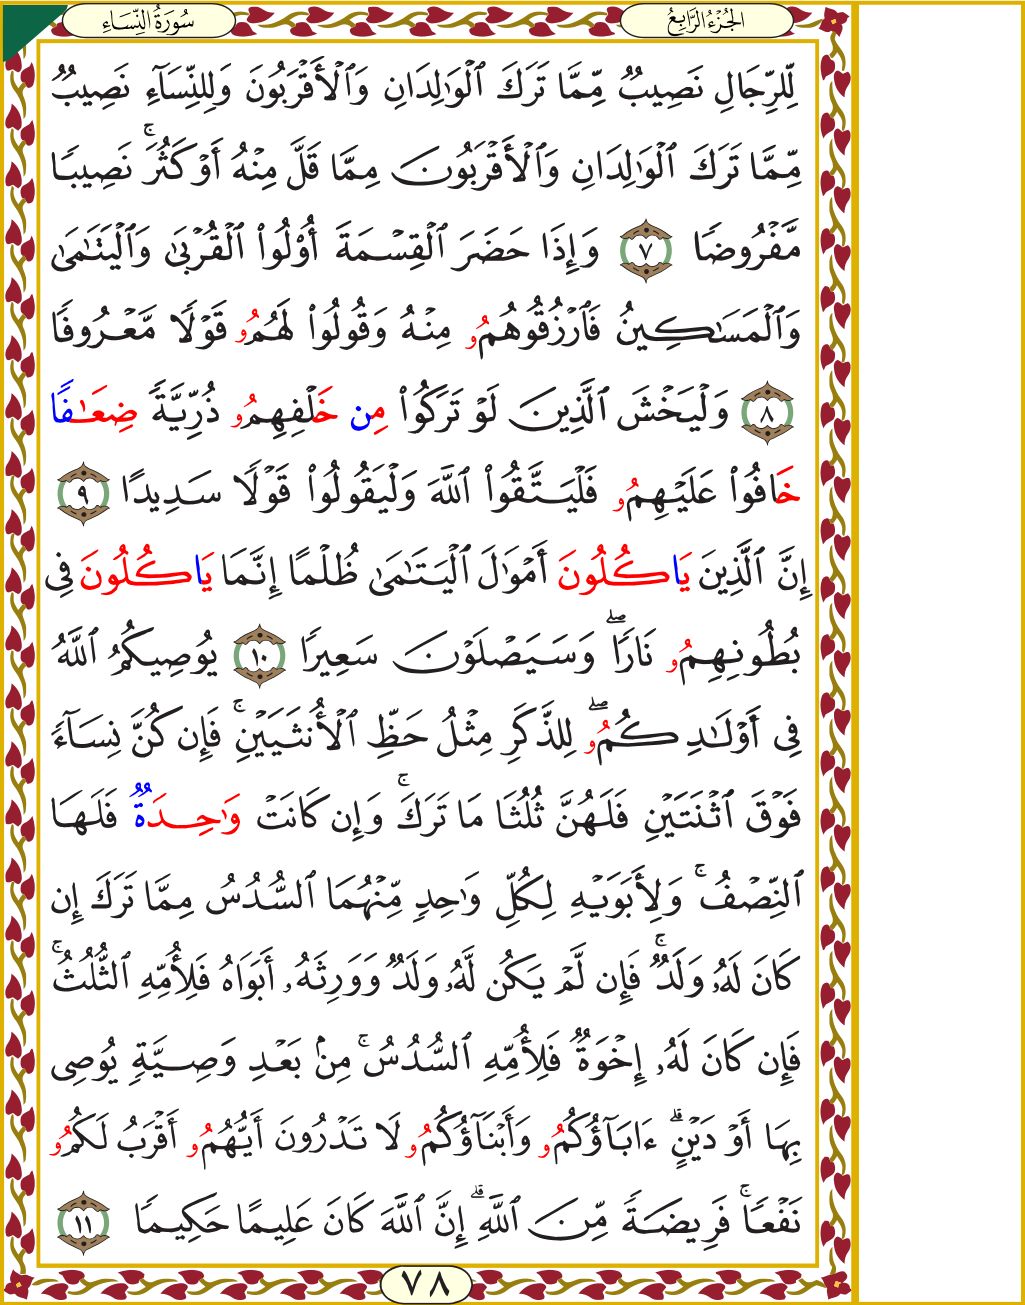 الجُزْءُ الرَّابِعُ
سُورَةُ النِّسَاءِ
لِّلرِّجَالِ نَصِيبٌ مِّمَّا تَرَكَ ٱلْوَٰلِدَانِ وَٱلْأَقْرَبُونَ وَلِلنِّسَآءِ نَصِيبٌ
مِّمَّا تَرَكَ ٱلْوَٰلِدَانِ وَٱلْأَقْرَبُونَ مِمَّا قَلَّ مِنْهُ أَوْ كَثُرَ ۚ نَصِيبًا
مَّفْرُوضًا ٧ وَإِذَا حَضَرَ ٱلْقِسْمَةَ أُو۟لُوا۟ ٱلْقُرْبَىٰ وَٱلْيَتَٰمَىٰ
وَٱلْمَسَٰكِينُ فَٱرْزُقُوهُمُۥ مِنْهُ وَقُولُوا۟ لَهُمُۥ قَوْلًا مَّعْرُوفًا
٨ وَلْيَخْشَ ٱلَّذِينَ لَوْ تَرَكُوا۟ مِن خَلْفِهِمُۥ ذُرِّيَّةً ضِعَٰفًا
خَافُوا۟ عَلَيْهِمُۥ فَلْيَتَّقُوا۟ ٱللَّهَ وَلْيَقُولُوا۟ قَوْلًا سَدِيدًا ٩
إِنَّ ٱلَّذِينَ يَاكُلُونَ أَمْوَٰلَ ٱلْيَتَٰمَىٰ ظُلْمًا إِنَّمَا يَاكُلُونَ فِى
بُطُونِهِمُۥ نَارًا ۖ وَسَيَصْلَوْنَ سَعِيرًا ١٠ يُوصِيكُمُ ٱللَّهُ
فِى أَوْلَٰدِكُمُۥ ۖ لِلذَّكَرِ مِثْلُ حَظِّ ٱلْأُنثَيَيْنِ ۚ فَإِن كُنَّ نِسَآءً
فَوْقَ ٱثْنَتَيْنِ فَلَهُنَّ ثُلُثَا مَا تَرَكَ ۚ وَإِن كَانَتْ وَٰحِدَةٌ فَلَهَا
ٱلنِّصْفُ ۚ وَلِأَبَوَيْهِ لِكُلِّ وَٰحِدٍ مِّنْهُمَا ٱلسُّدُسُ مِمَّا تَرَكَ إِن
كَانَ لَهُۥ وَلَدٌ ۚ فَإِن لَّمْ يَكُن لَّهُۥ وَلَدٌ وَوَرِثَهُۥ أَبَوَاهُ فَلِأُمِّهِ ٱلثُّلُثُ ۚ
فَإِن كَانَ لَهُۥ إِخْوَةٌ فَلِأُمِّهِ ٱلسُّدُسُ ۚ مِنۢ بَعْدِ وَصِيَّةٍ يُوصِى
بِهَا أَوْ دَيْنٍ ۗ ءَابَآؤُكُمُۥ وَأَبْنَآؤُكُمُۥ لَا تَدْرُونَ أَيُّهُمُۥ أَقْرَبُ لَكُمُۥ
نَفْعًا ۚ فَرِيضَةً مِّنَ ٱللَّهِ ۗ إِنَّ ٱللَّهَ كَانَ عَلِيمًا حَكِيمًا ١١
٧٨